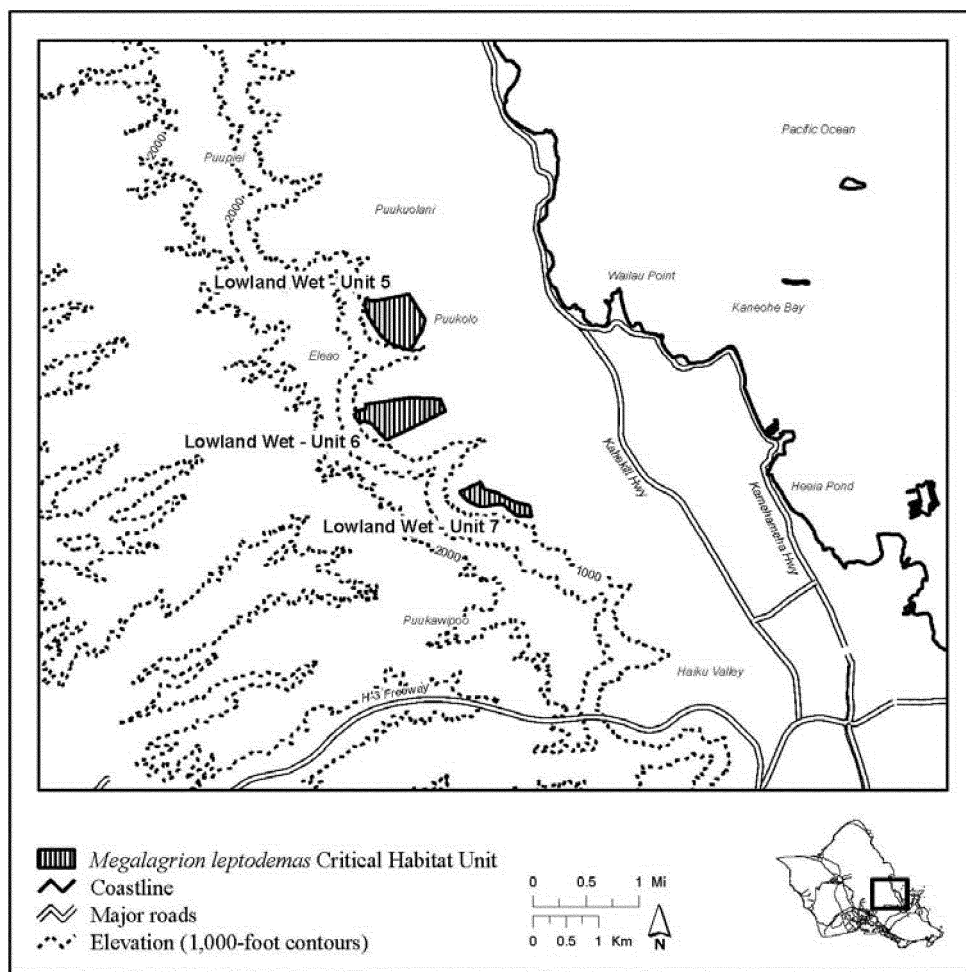 Pacific Ocean
2000
Puupiei
2000
Puukuolani
Wailau Point
Lowland Wet - Unit 5
Kaneohe Bay
Puukolo
Eleao
Lowland Wet - Unit 6
Kahekili Hwy
Heeia Pond
Kamehameha Hwy
Lowland Wet - Unit 7
2000
1000
Puukawipoo
Haiku Valley
H-3 Freeway
Megalagrion leptodemas Critical Habitat Unit
Coastline
Major roads
Elevation (1,000-foot contours)
0 0.5 1 Mi
0 0.5 1 Km
N